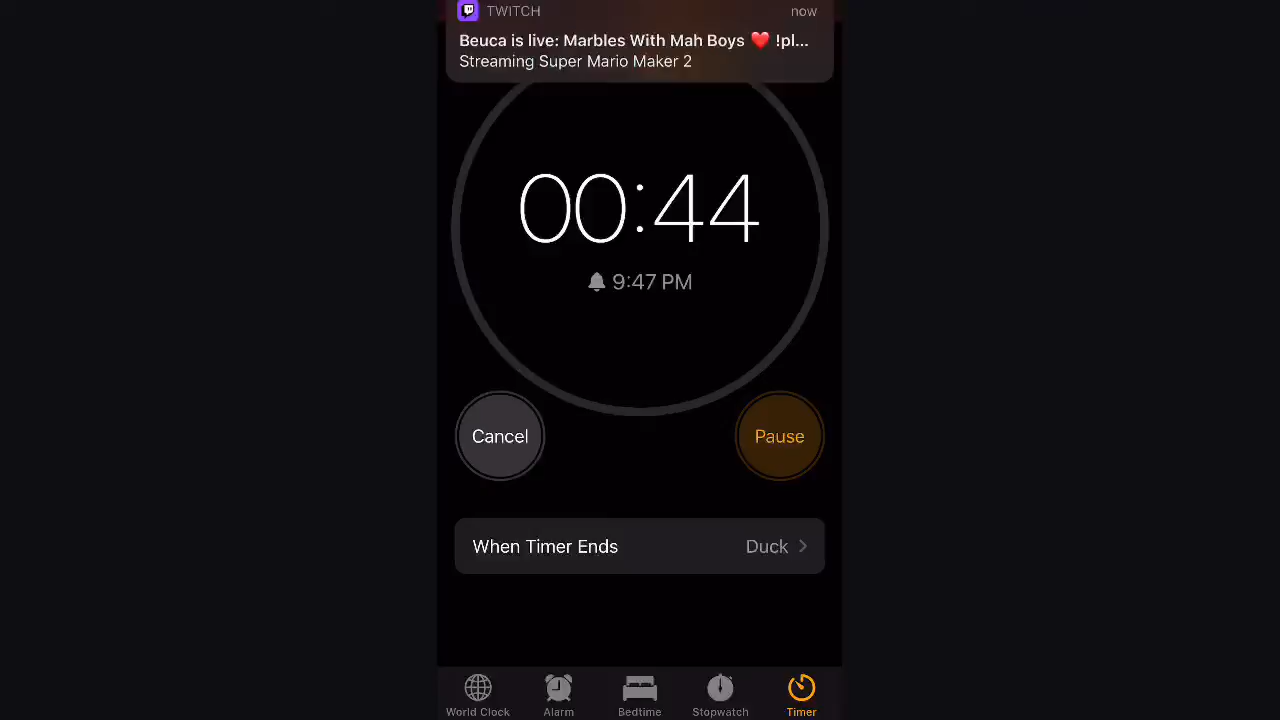 TWITCH now
Beuca is live: Marbles With Mah Boys ❤️ !pl...
Streaming Super Mario Maker 2
00:44
9:47 PM
Cancel Pause
When Timer Ends Duck
World Clock Alarm Bedtime Stopwatch Timer